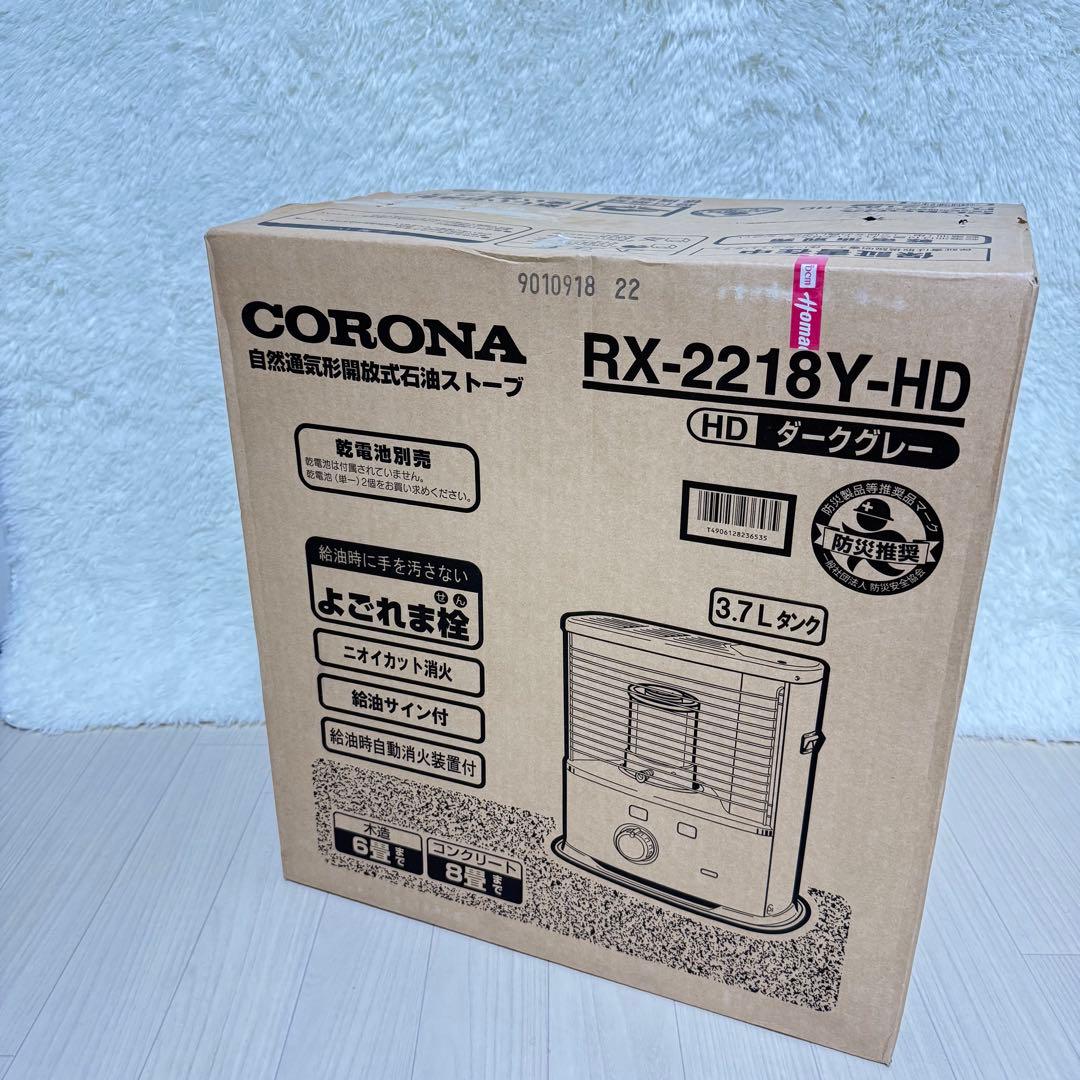 保証書在中
9010918 22
DCM Homac
CORONA
自然通気形開放式石油ストーブ
RX-2218Y-HD
HD ダークグレー
乾電池別売
乾電池は付属されていません。
乾電池(単一)2個をお買い求めください。
T4906128236535
防災製品等推奨品マーク
防災推奨
一般社団法人 防災安全協会
給油時に手を汚さない
よごれま栓
せん
ニオイカット消火
給油サイン付
給油時自動消火装置付
3.7Lタンク
木造
6畳まで
コンクリート
8畳まで